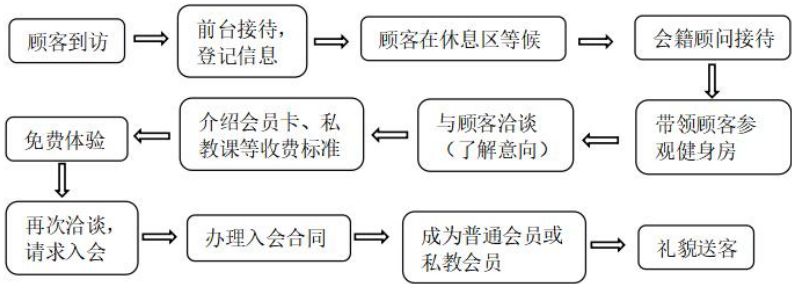 顾客到访
前台接待，
登记信息
顾客在休息区等候
会籍顾问接待
带领顾客参
观健身房
与顾客洽谈
（了解意向）
介绍会员卡、私
教课等收费标准
免费体验
再次洽谈，
请求入会
办理入会合同
成为普通会员或
私教会员
礼貌送客